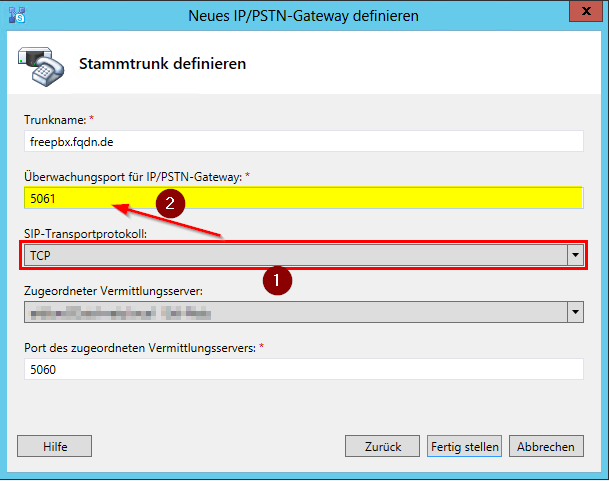 Neues IP/PSTN-Gateway definieren
x
Stammtrunk definieren
Trunkname: *
freepbx.fqdn.de
Überwachungsport für IP/PSTN-Gateway: *
5061
2
SIP-Transportprotokoll:
TCP
1
Zugeordneter Vermittlungsserver:
Port des zugeordneten Vermittlungsservers: *
5060
Hilfe
Zurück
Fertig stellen
Abbrechen